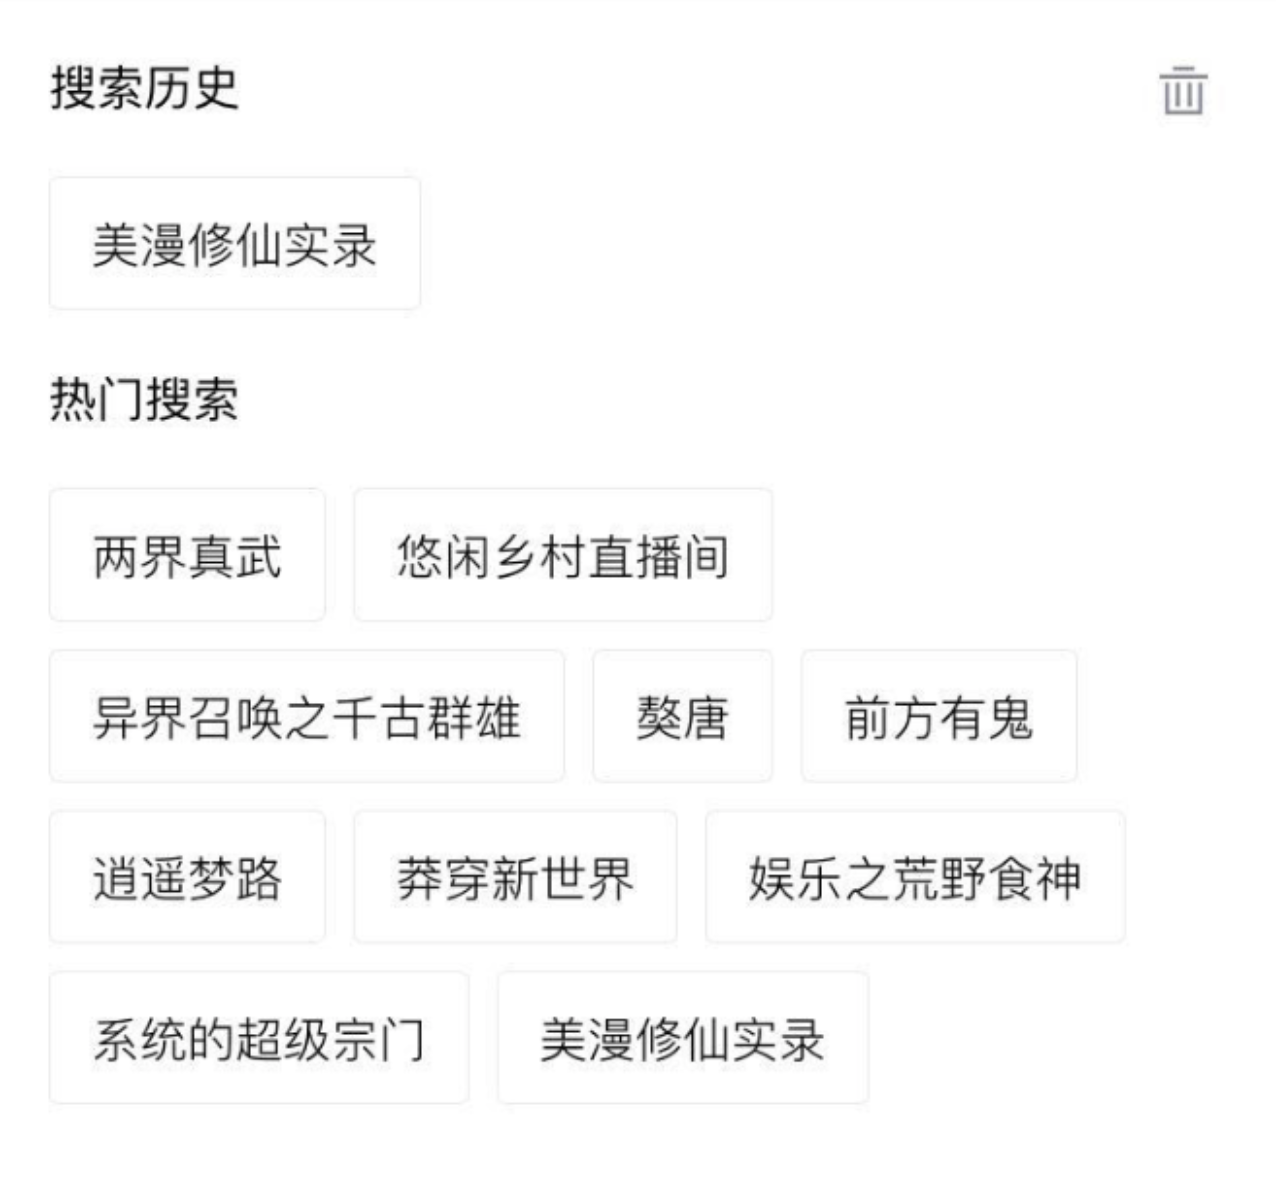 搜索历史
美漫修仙实录
热门搜索
两界真武 悠闲乡村直播间
异界召唤之千古群雄 嫠唐 前方有鬼
逍遥梦路 莽穿新世界 娱乐之荒野食神
系统的超级宗门 美漫修仙实录